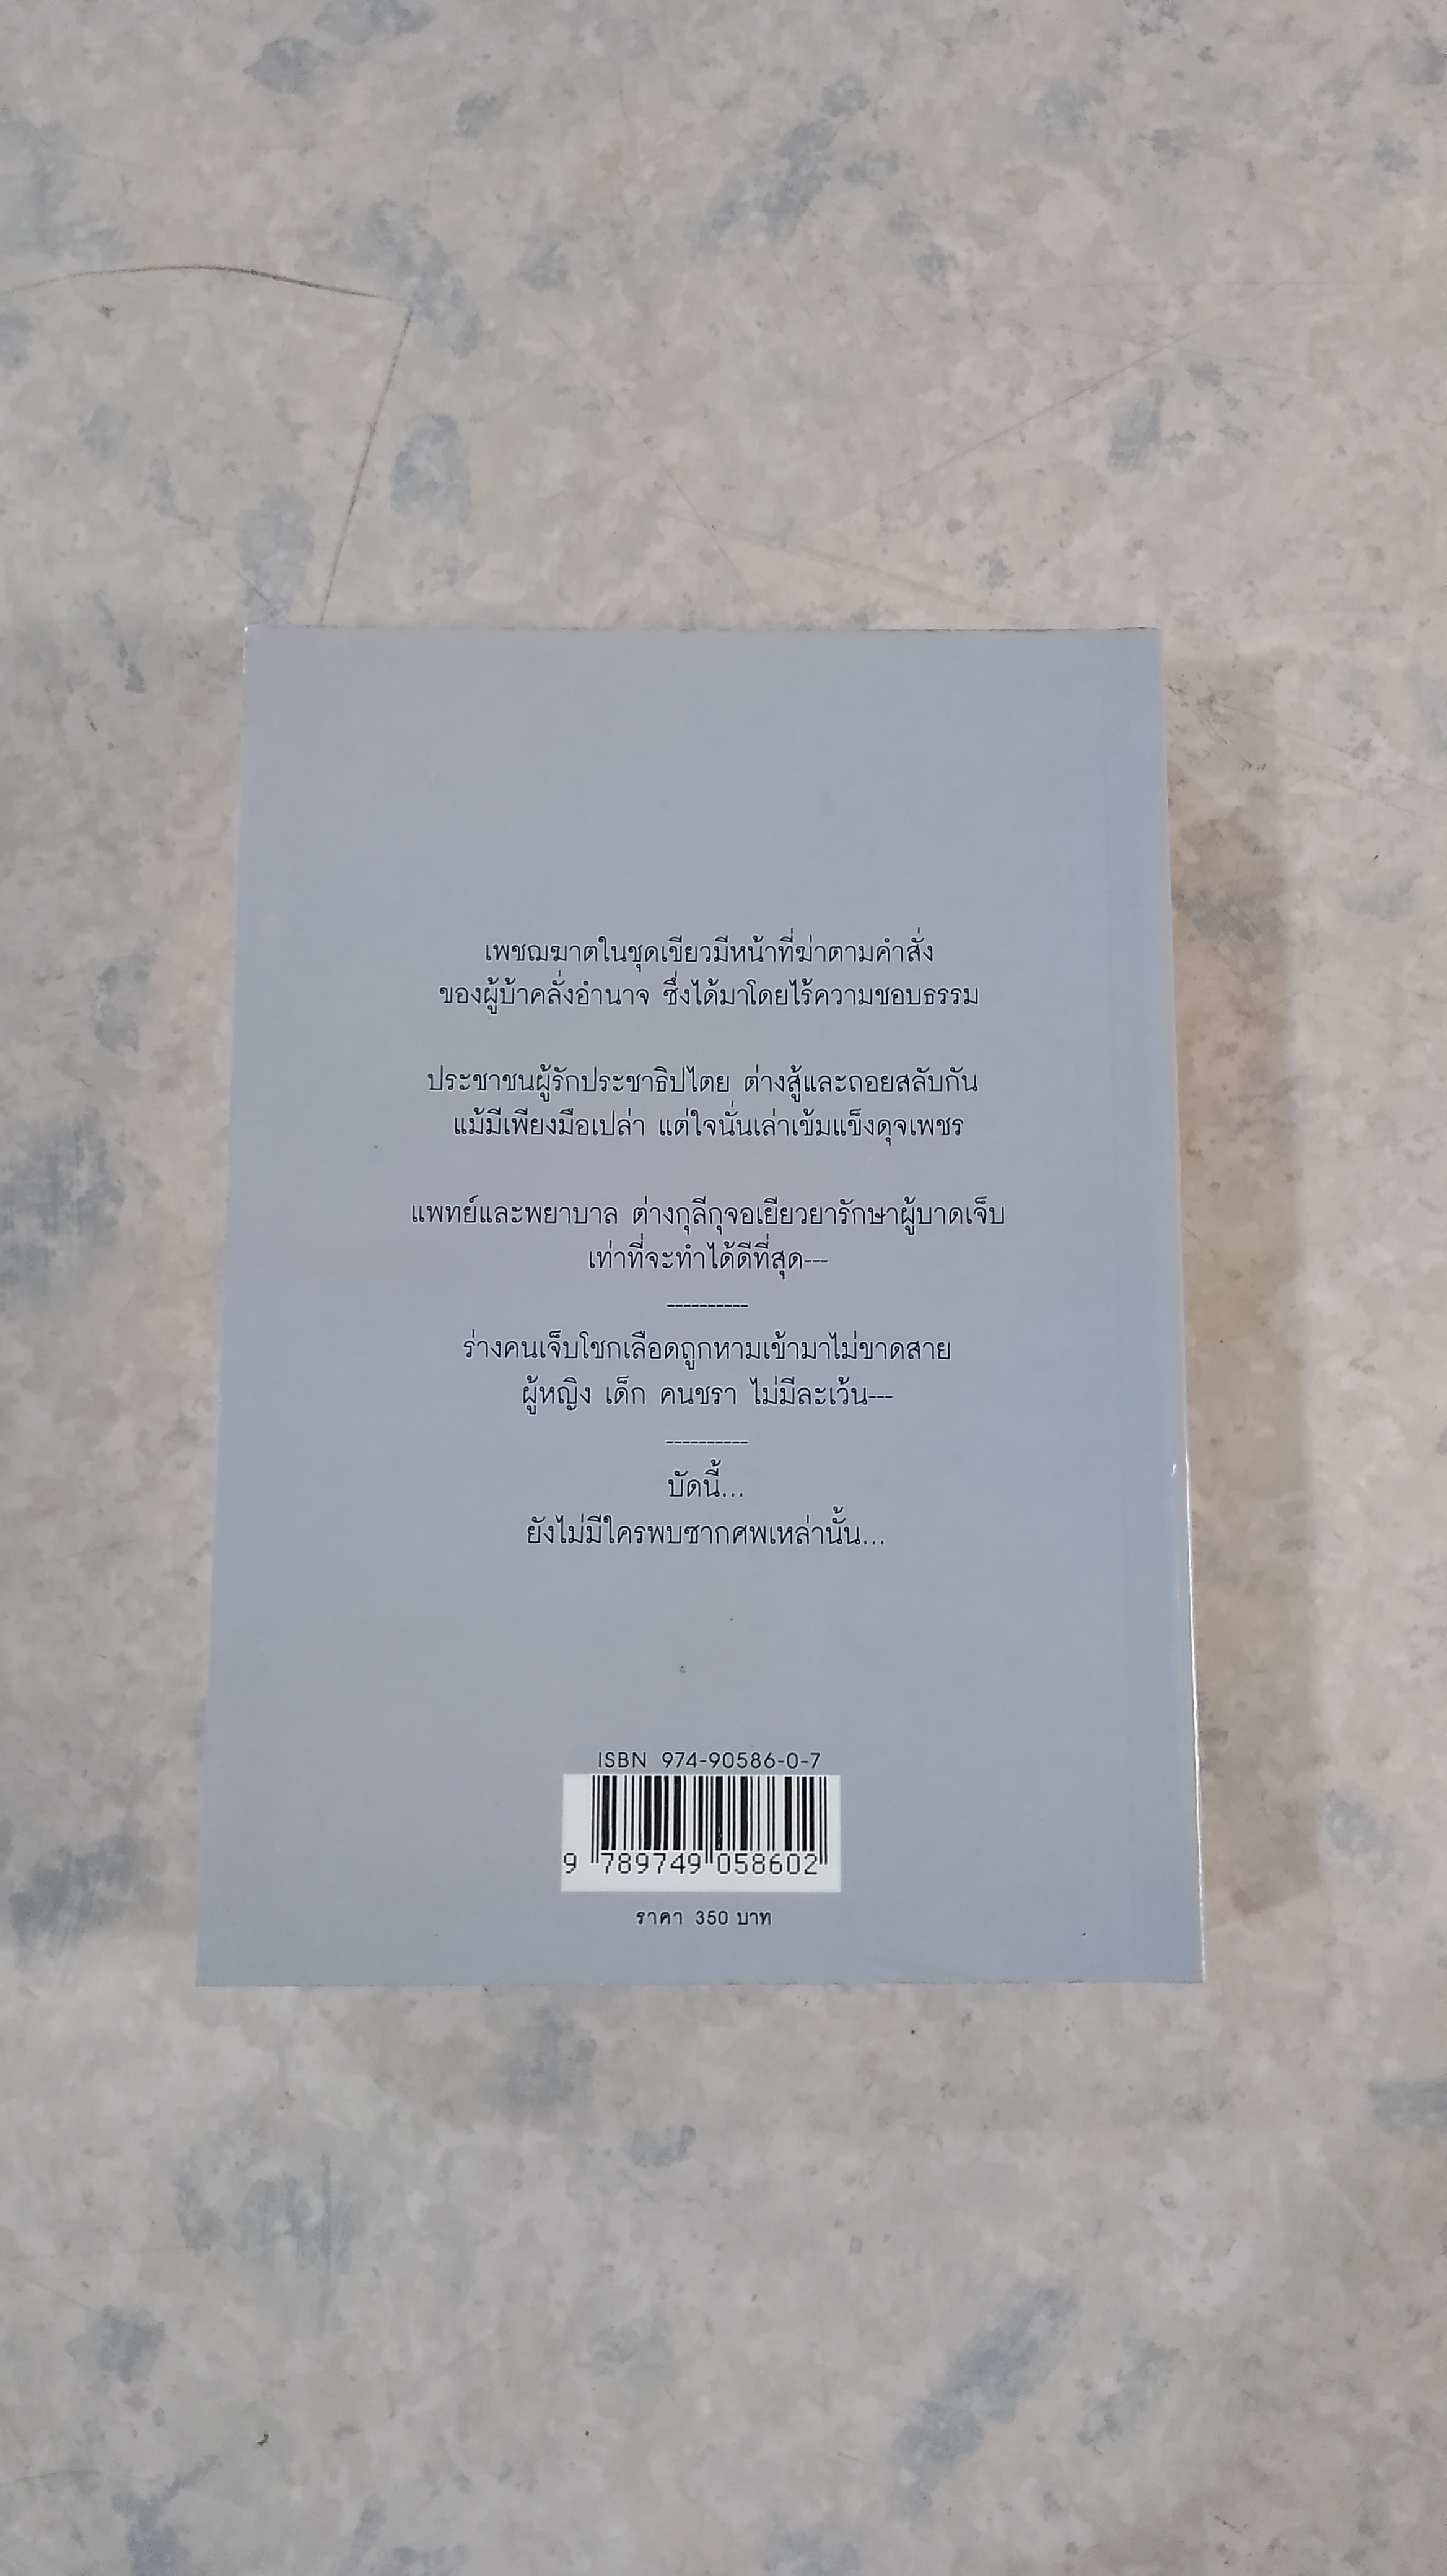 เพชฌฆาตในชุดเขียวมีหน้าที่ฆ่าตามคำสั่ง
ของผู้บ้าคลั่งอำนาจ ซึ่งได้มาโดยไร้ความชอบธรรม
ประชาชนผู้รักประชาธิปไตย ต่างสู้และถอยสลับกัน
แม้มีเพียงมือเปล่า แต่ใจนั่นเล่าเข้มแข็งดุจเพชร
แพทย์และพยาบาล ต่างกุลีกุจอเยียวยารักษาผู้บาดเจ็บ
เท่าที่จะทำได้ดีที่สุด---
----------
ร่างคนเจ็บโชกเลือดถูกหามเข้ามาไม่ขาดสาย
ผู้หญิง เด็ก คนชรา ไม่มีละเว้น---
----------
บัดนี้...
ยังไม่มีใครพบซากศพเหล่านั้น...
ISBN 974-90586-0-7
9 789749 058602
ราคา 350 บาท